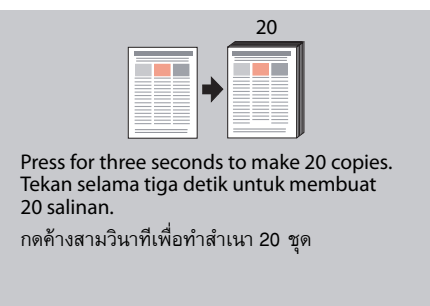 20
Press for three seconds to make 20 copies.
Tekan selama tiga detik untuk membuat
20 salinan.
กดค้างสามวินาทีเพื่อทำสำเนา 20 ชุด